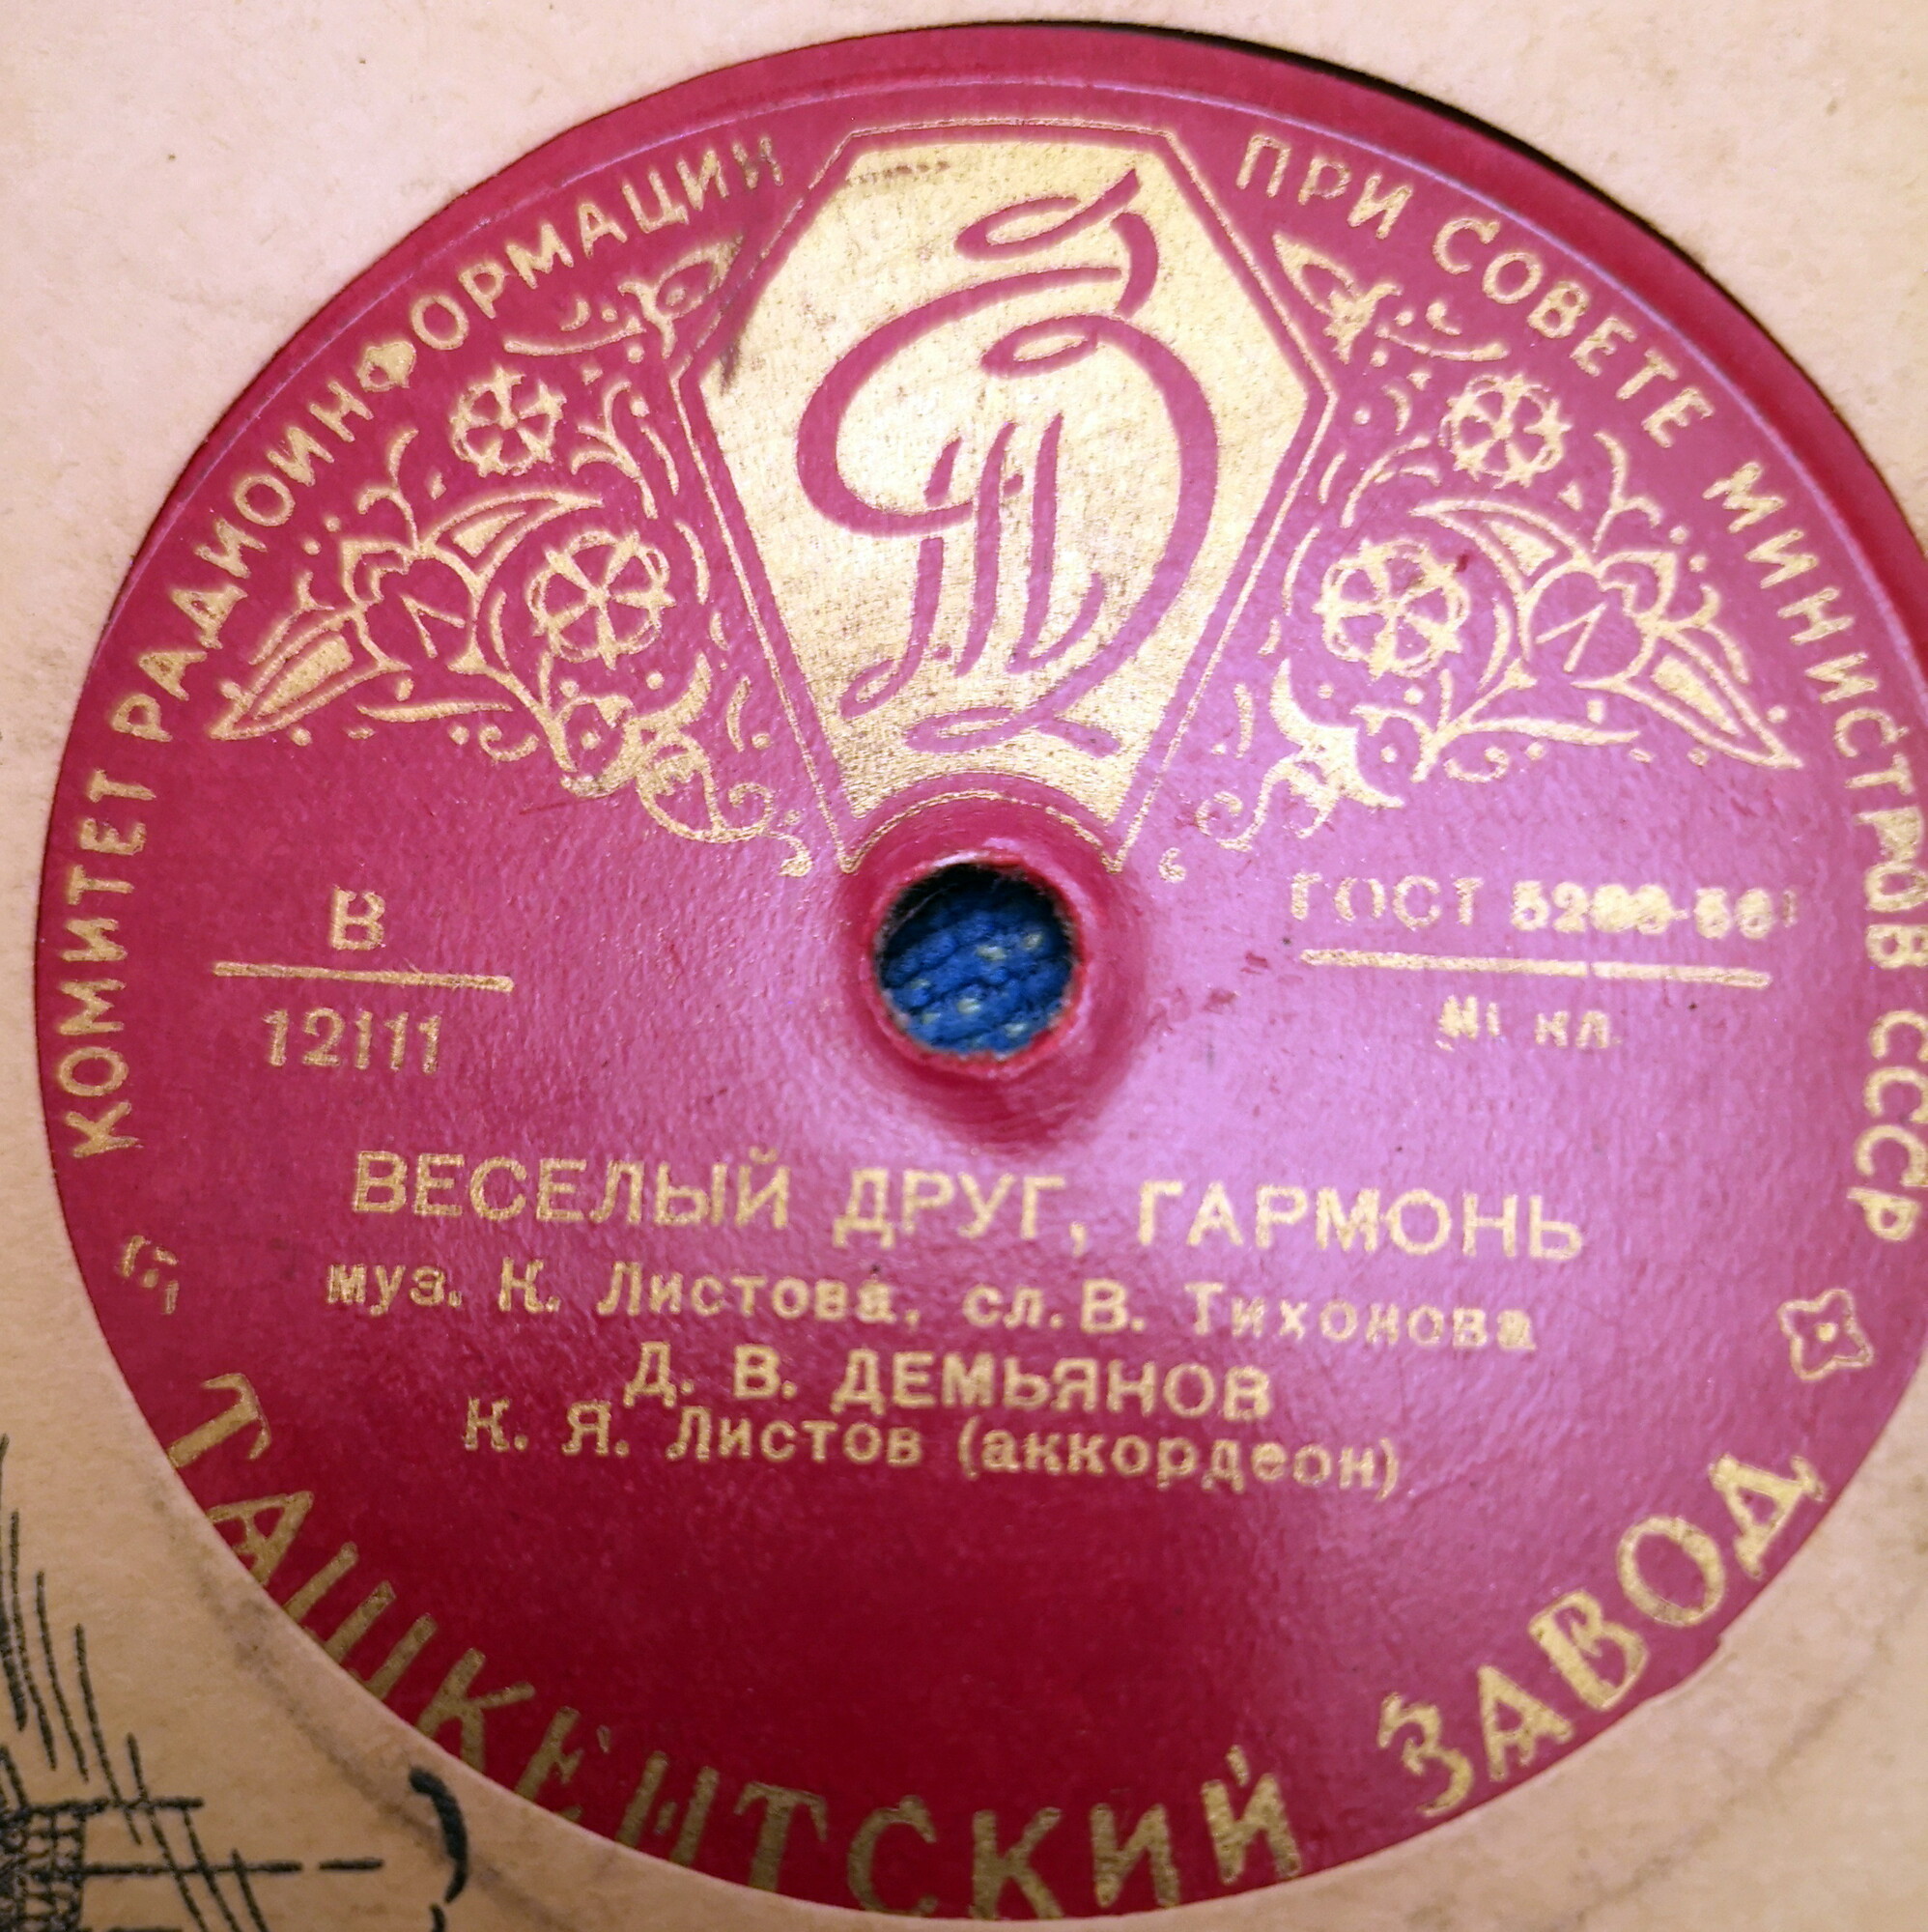 КОМИТЕТ РАДИОИНФОРМАЦИИ ПРИ СОВЕТЕ МИНИСТРОВ СССР
В
12111
ГОСТ
кл.
ВЕСЕЛЫЙ ДРУГ, ГАРМОНЬ
муз. К. Листова, сл. В. Тихонова
Д. В. ДЕМЬЯНОВ
К. Я. Листов (аккордеон)
ТАШКЕНТСКИЙ ЗАВОД